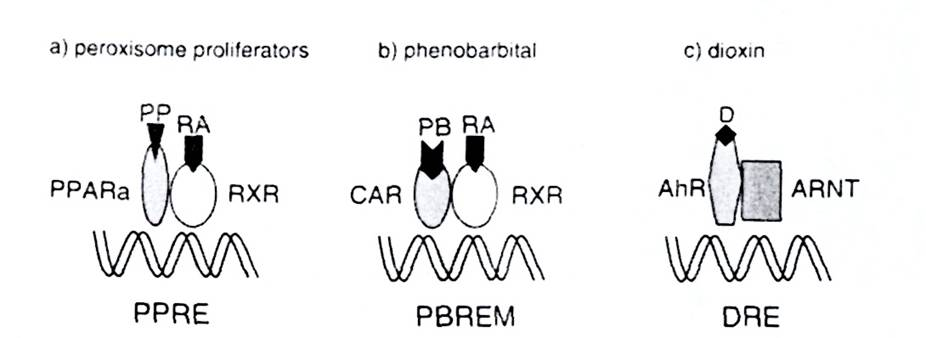 a) peroxisome proliferators
b) phenobarbital
c) dioxin
PP RA
PPARa RXR
PPRE
PB RA
CAR RXR
PBREM
D
AhR ARNT
DRE